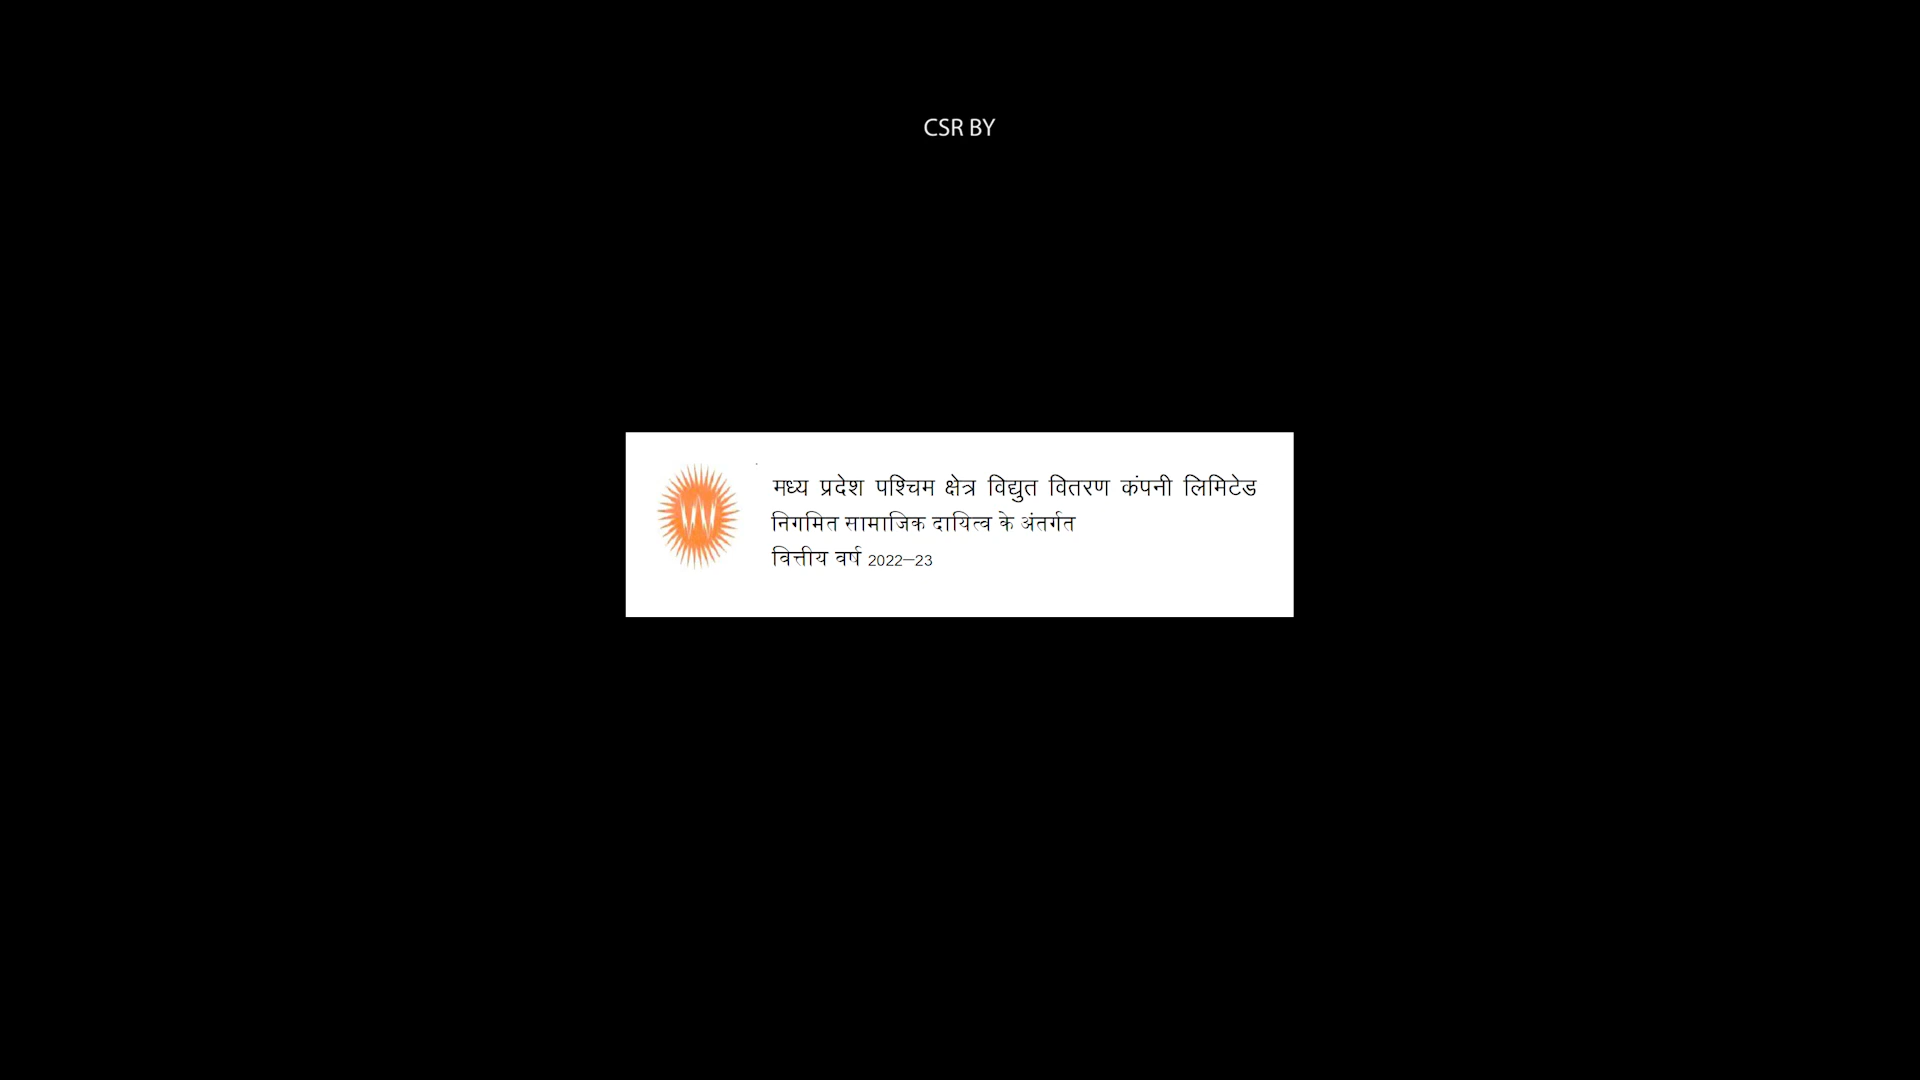 CSR BY
मध्य प्रदेश पश्चिम क्षेत्र विद्युत वितरण कंपनी लिमिटेड
निगमित सामाजिक दायित्व के अंतर्गत
वित्तीय वर्ष 2022–23